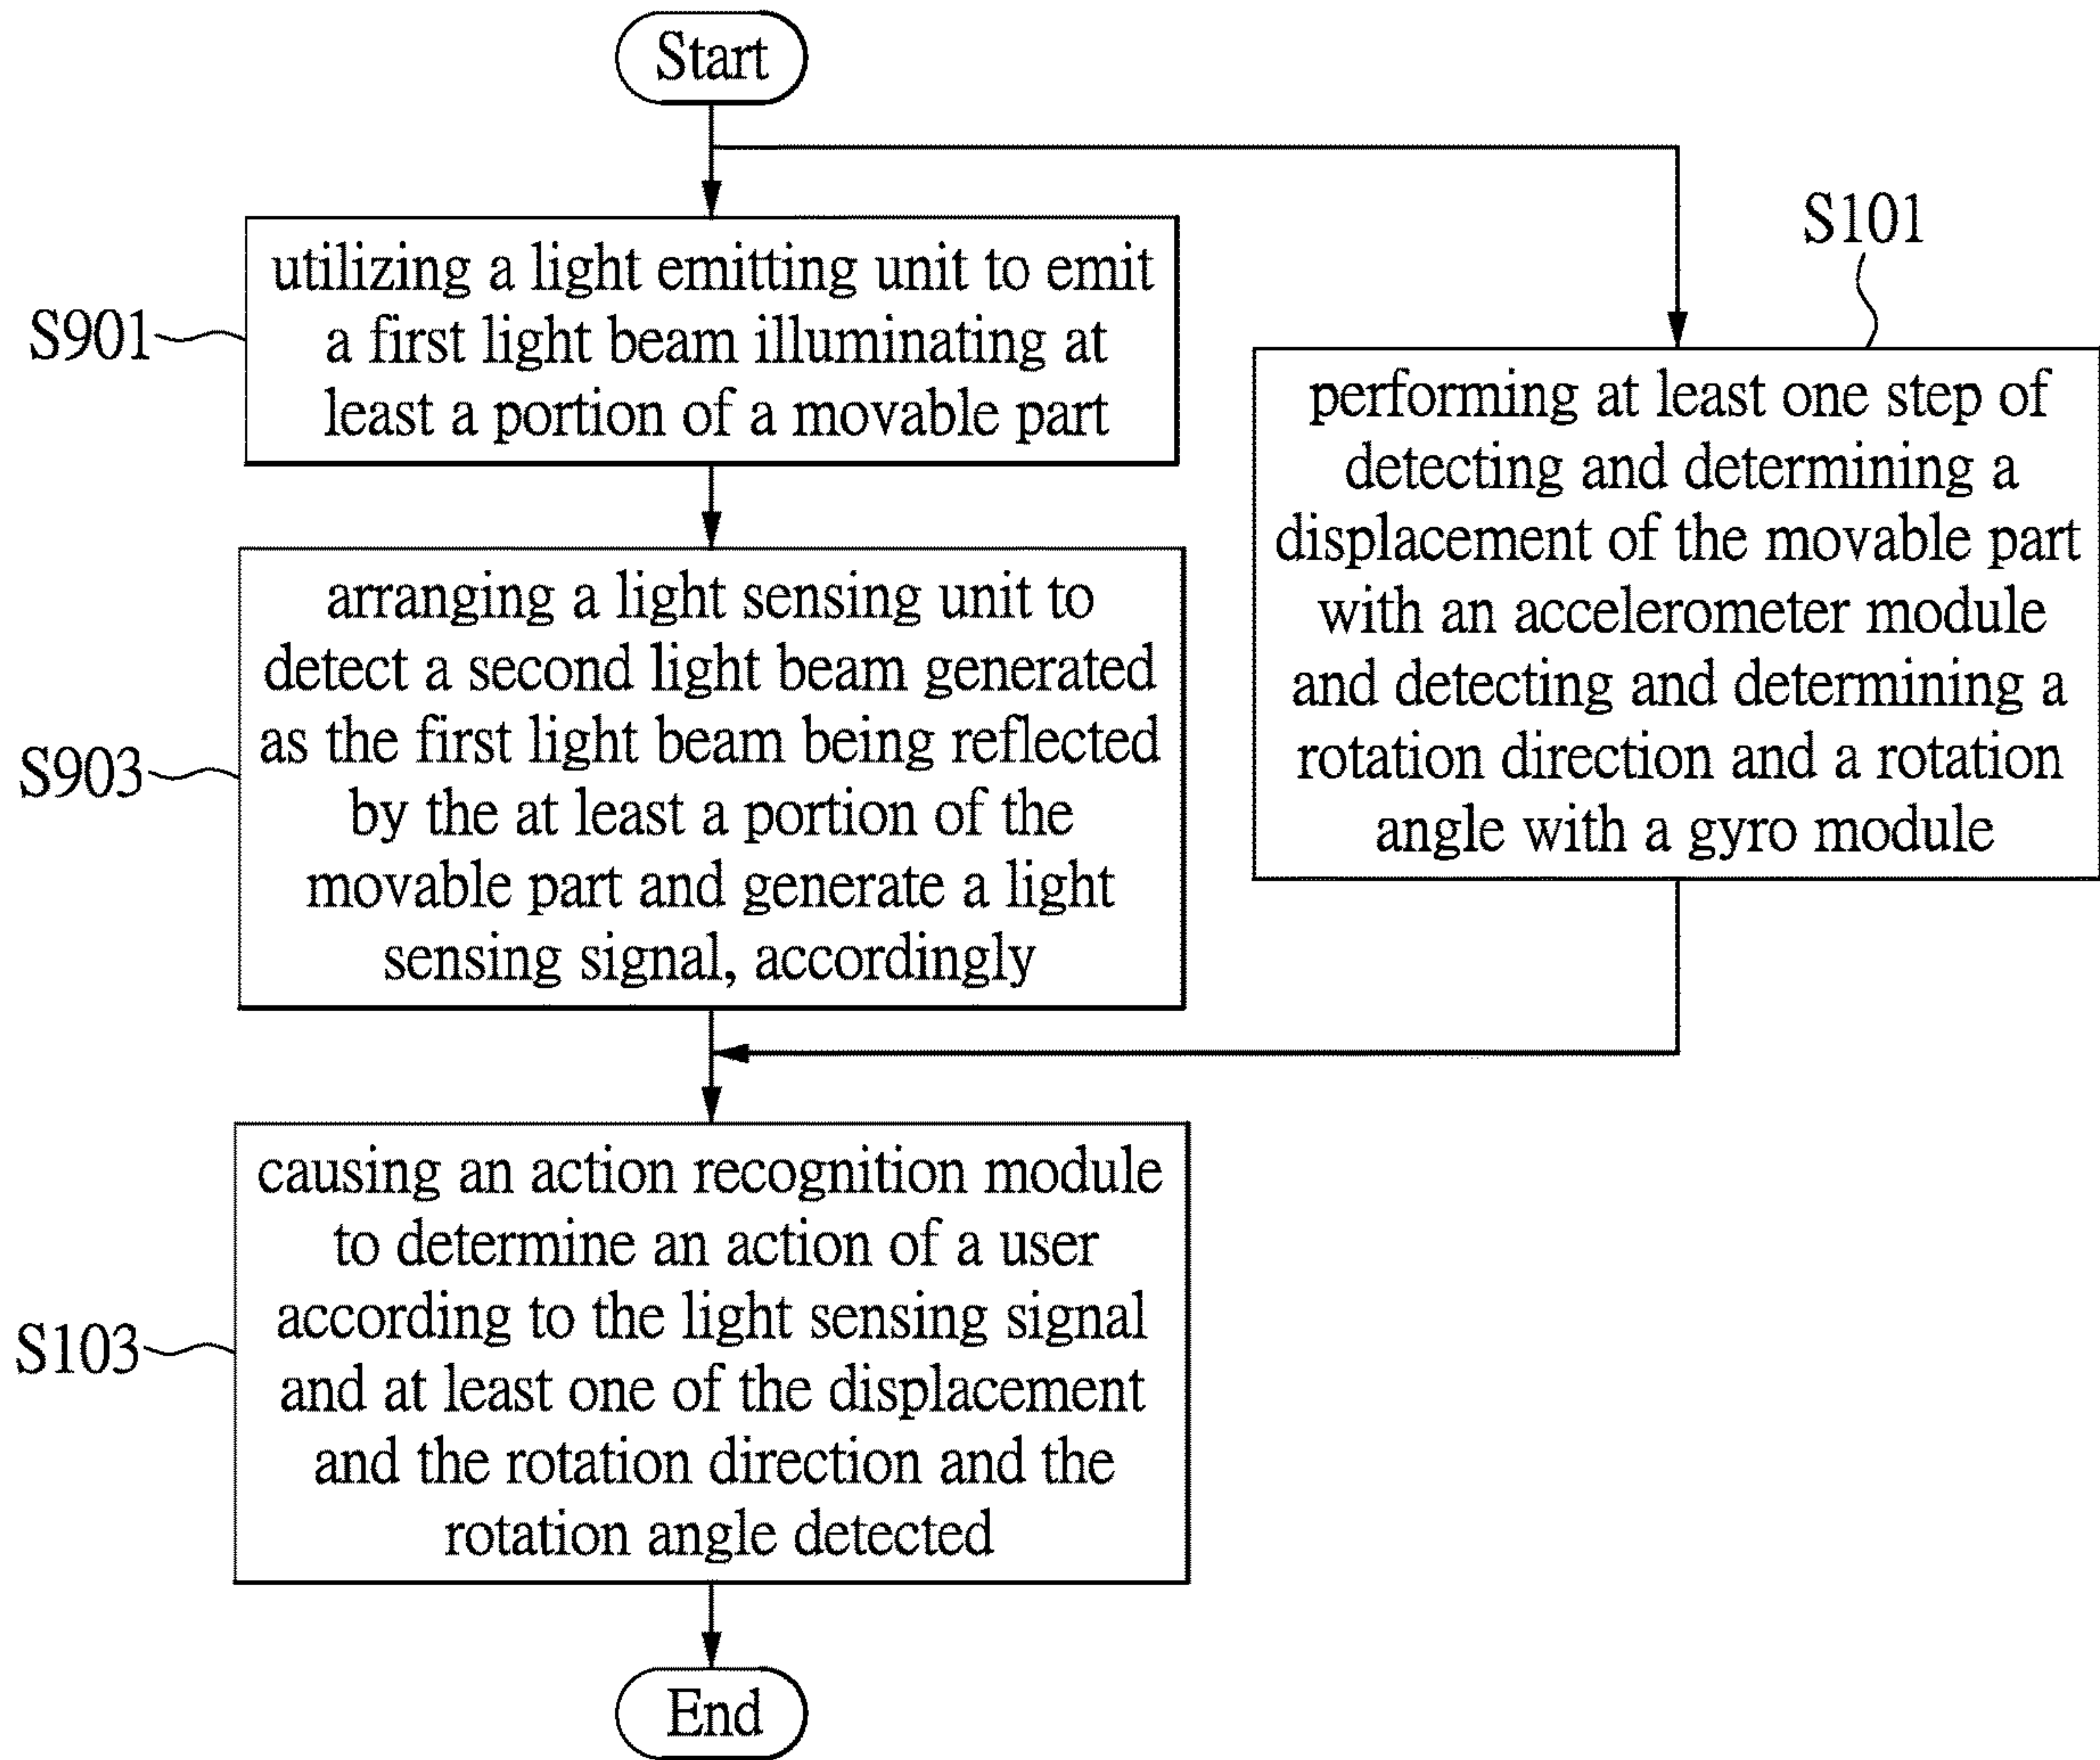 Start
S901
utilizing a light emitting unit to emit
a first light beam illuminating at
least a portion of a movable part
S101
performing at least one step of
detecting and determining a
displacement of the movable part
with an accelerometer module
and detecting and determining a
rotation direction and a rotation
angle with a gyro module
S903
arranging a light sensing unit to
detect a second light beam generated
as the first light beam being reflected
by the at least a portion of the
movable part and generate a light
sensing signal, accordingly
S103
causing an action recognition module
to determine an action of a user
according to the light sensing signal
and at least one of the displacement
and the rotation direction and the
rotation angle detected
End